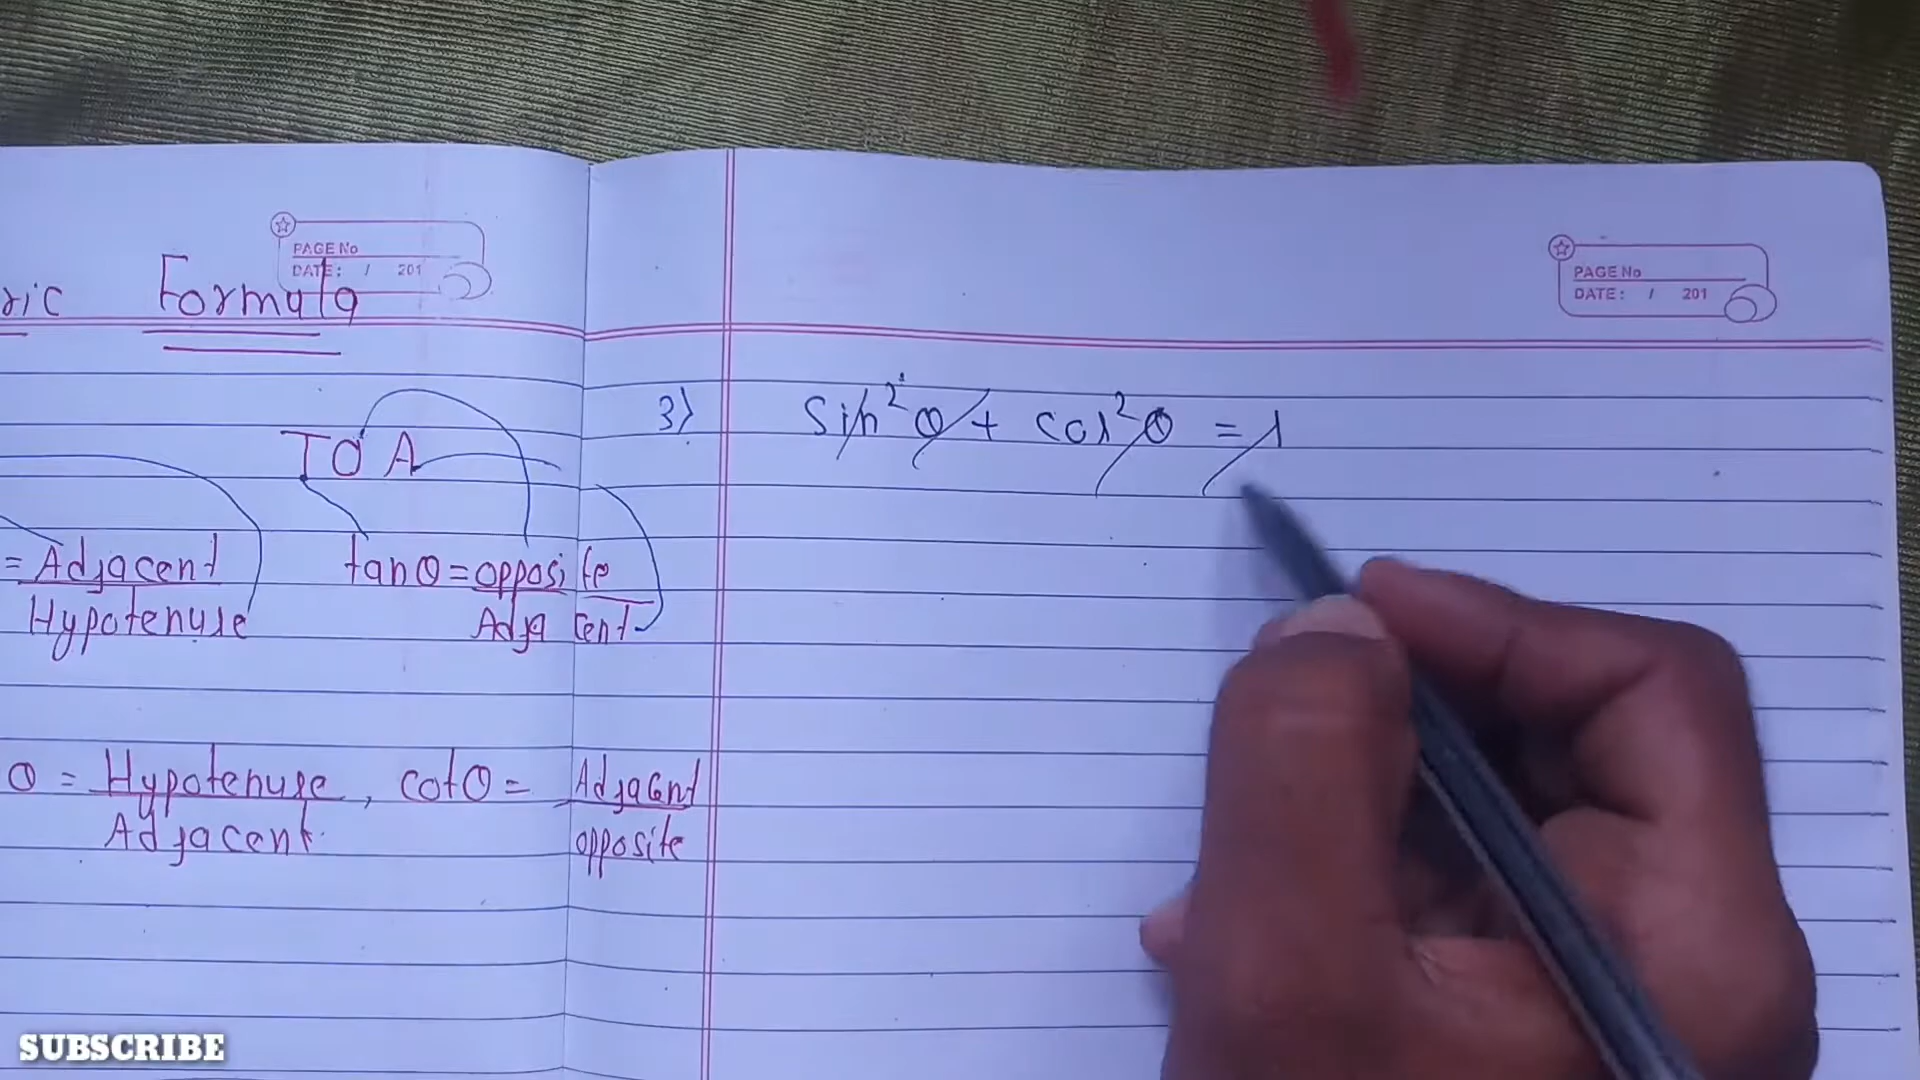 PAGE No
DATE: / 201
ric Formula
TOA
= Adjacent
Hypotenuse
tanθ = opposite
Adjacent
θ = Hypotenuse
Adjacent.
, cotθ = Adjacent
opposite
PAGE No
DATE: / 201
3) Sin²θ + cos²θ = 1
SUBSCRIBE